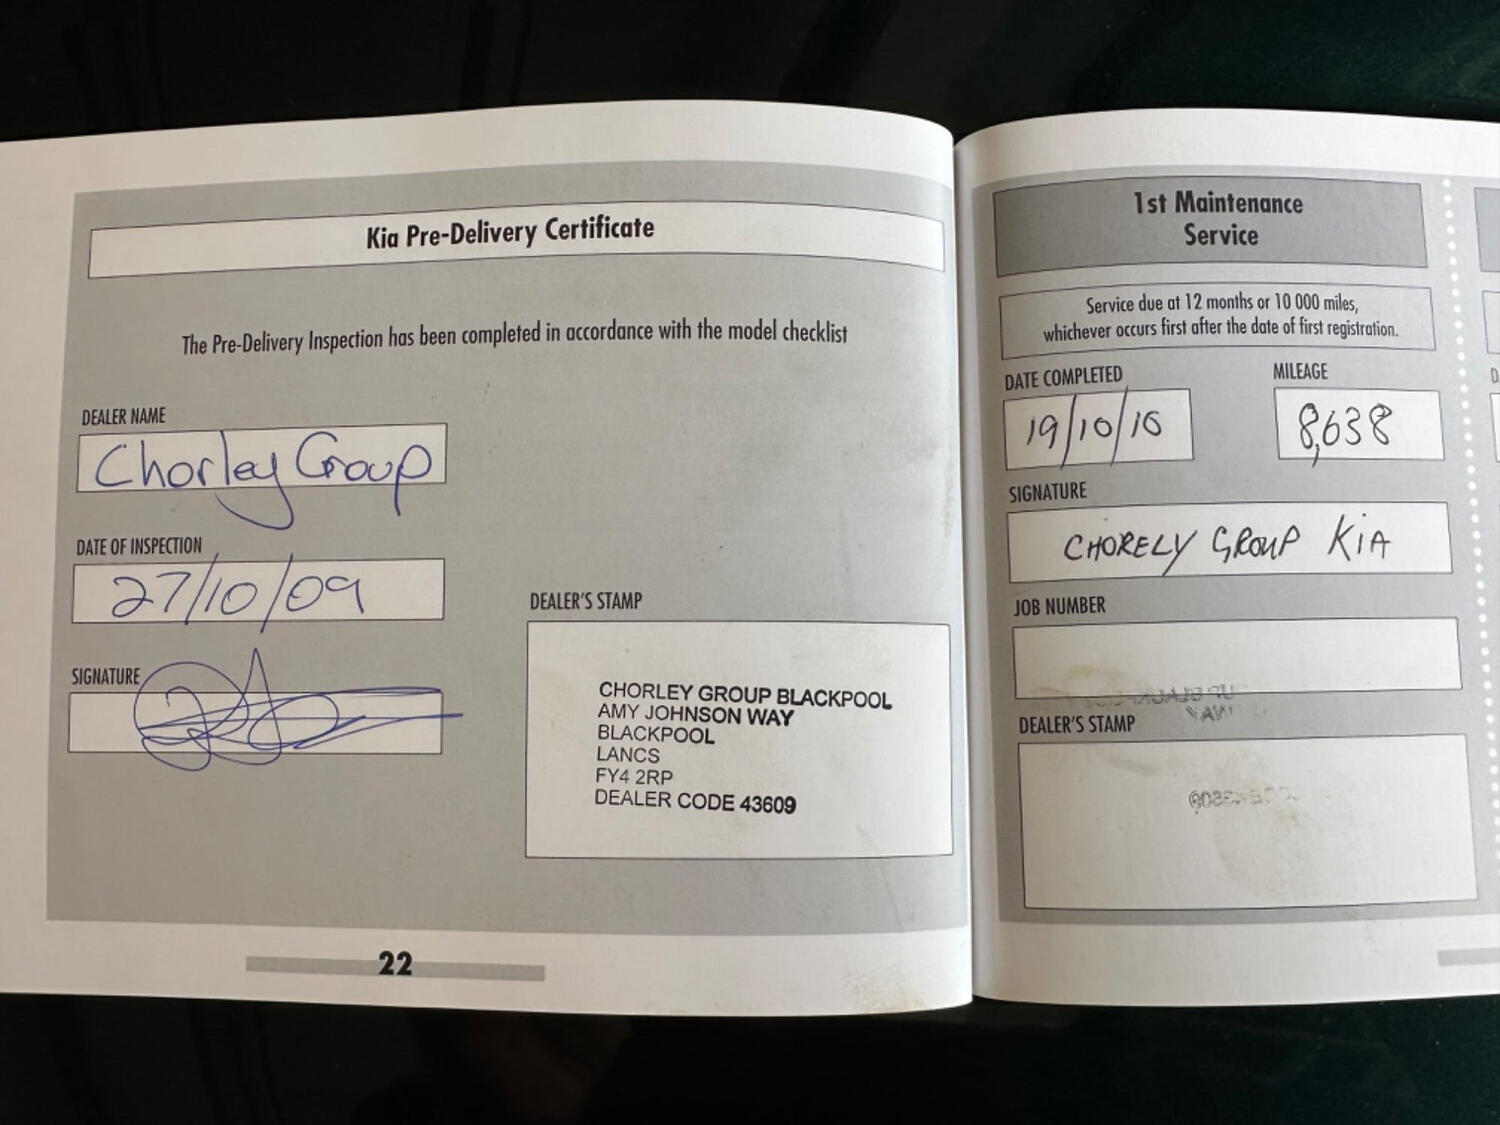 Kia Pre-Delivery Certificate
The Pre-Delivery Inspection has been completed in accordance with the model checklist
DEALER NAME
Chorley Group
DATE OF INSPECTION
27/10/09
SIGNATURE
DEALER'S STAMP
CHORLEY GROUP BLACKPOOL
AMY JOHNSON WAY
BLACKPOOL
LANCS
FY4 2RP
DEALER CODE 43609
22
1st Maintenance
Service
Service due at 12 months or 10 000 miles,
whichever occurs first after the date of first registration.
DATE COMPLETED
19/10/10
MILEAGE
8,638
SIGNATURE
CHORELY GROUP KiA
JOB NUMBER
DEALER'S STAMP